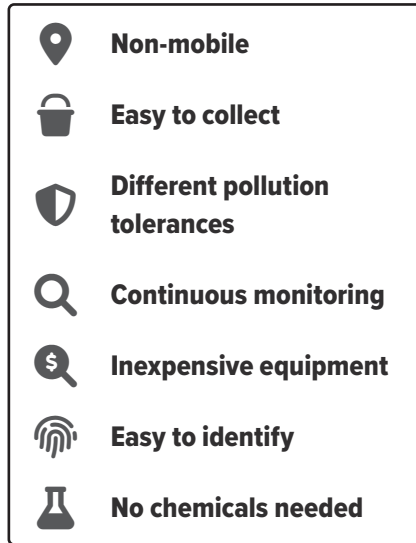 Non-mobile
Easy to collect
Different pollution
tolerances
Continuous monitoring
$
Inexpensive equipment
Easy to identify
No chemicals needed